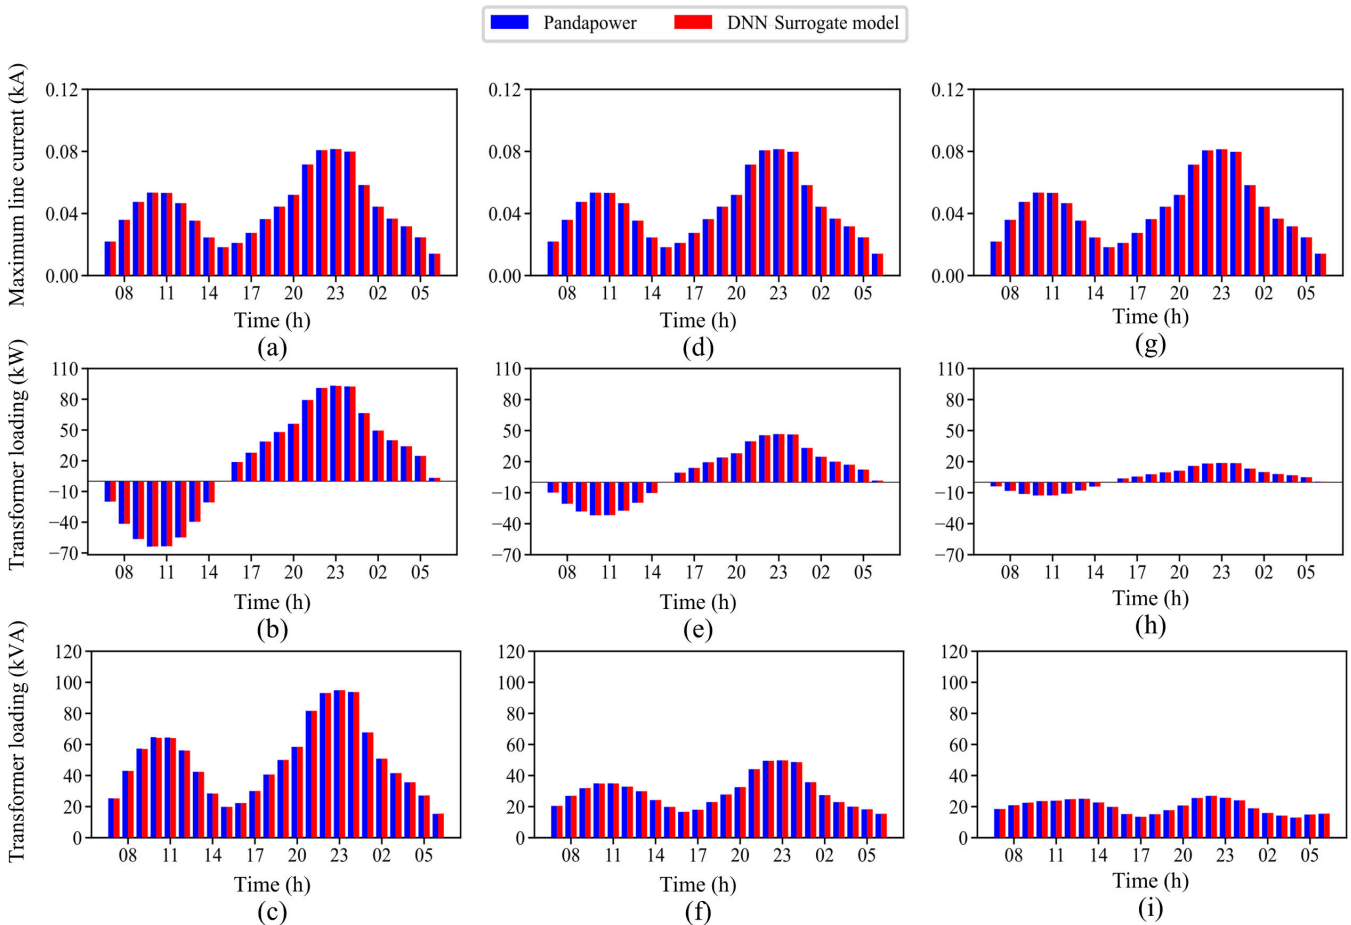 Pandapower DNN Surrogate model
Maximum line current (kA)
0.12
0.08
0.04
0.00
08 11 14 17 20 23 02 05
Time (h)
(a)
0.12
0.08
0.04
0.00
08 11 14 17 20 23 02 05
Time (h)
(d)
0.12
0.08
0.04
0.00
08 11 14 17 20 23 02 05
Time (h)
(g)
Transformer loading (kW)
110
80
50
20
−10
−40
−70
08 11 14 17 20 23 02 05
Time (h)
(b)
110
80
50
20
−10
−40
−70
08 11 14 17 20 23 02 05
Time (h)
(e)
110
80
50
20
−10
−40
−70
08 11 14 17 20 23 02 05
Time (h)
(h)
Transformer loading (kVA)
120
100
80
60
40
20
0
08 11 14 17 20 23 02 05
Time (h)
(c)
120
100
80
60
40
20
0
08 11 14 17 20 23 02 05
Time (h)
(f)
120
100
80
60
40
20
0
08 11 14 17 20 23 02 05
Time (h)
(i)